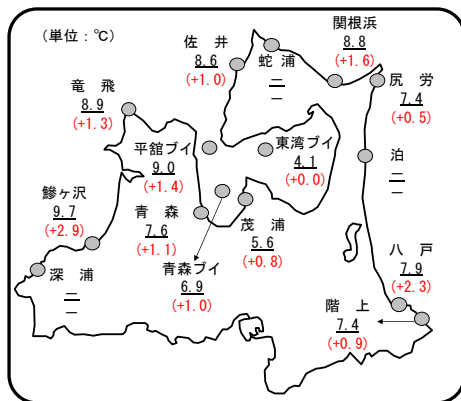 (単位：℃)
関根浜
8.8
(+1.6)
佐井
8.6
(+1.0)
蛇浦
尻労
7.4
(+0.5)
竜飛
8.9
(+1.3)
平舘ブイ
9.0
(+1.4)
東湾ブイ
4.1
(+0.0)
泊
鰺ヶ沢
9.7
(+2.9)
青森
7.6
(+1.1)
茂浦
5.6
(+0.8)
八戸
7.9
(+2.3)
深浦
青森ブイ
6.9
(+1.0)
階上
7.4
(+0.9)